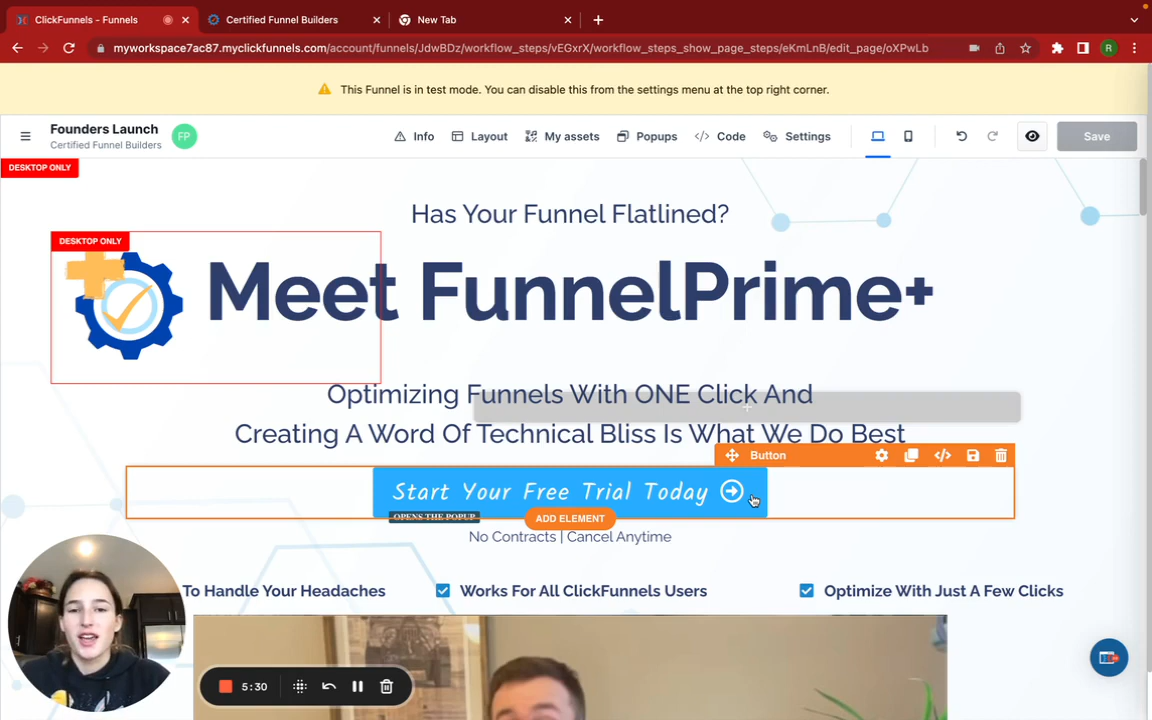 ClickFunnels - Funnels
Certified Funnel Builders
New Tab
myworkspace7ac87.myclickfunnels.com/account/funnels/JdwBDz/workflow_steps/vEGxrX/workflow_steps_show_page_steps/eKmLnB/edit_page/oXPwLb
R
This Funnel is in test mode. You can disable this from the settings menu at the top right corner.
Founders Launch
Certified Funnel Builders
FP
Info
Layout
My assets
Popups
Code
Settings
Save
DESKTOP ONLY
Has Your Funnel Flatlined?
DESKTOP ONLY
Meet FunnelPrime+
Optimizing Funnels With ONE Click And
Creating A Word Of Technical Bliss Is What We Do Best
Button
Start Your Free Trial Today
OPENS THE POPUP
ADD ELEMENT
No Contracts | Cancel Anytime
To Handle Your Headaches
Works For All ClickFunnels Users
Optimize With Just A Few Clicks
5:30